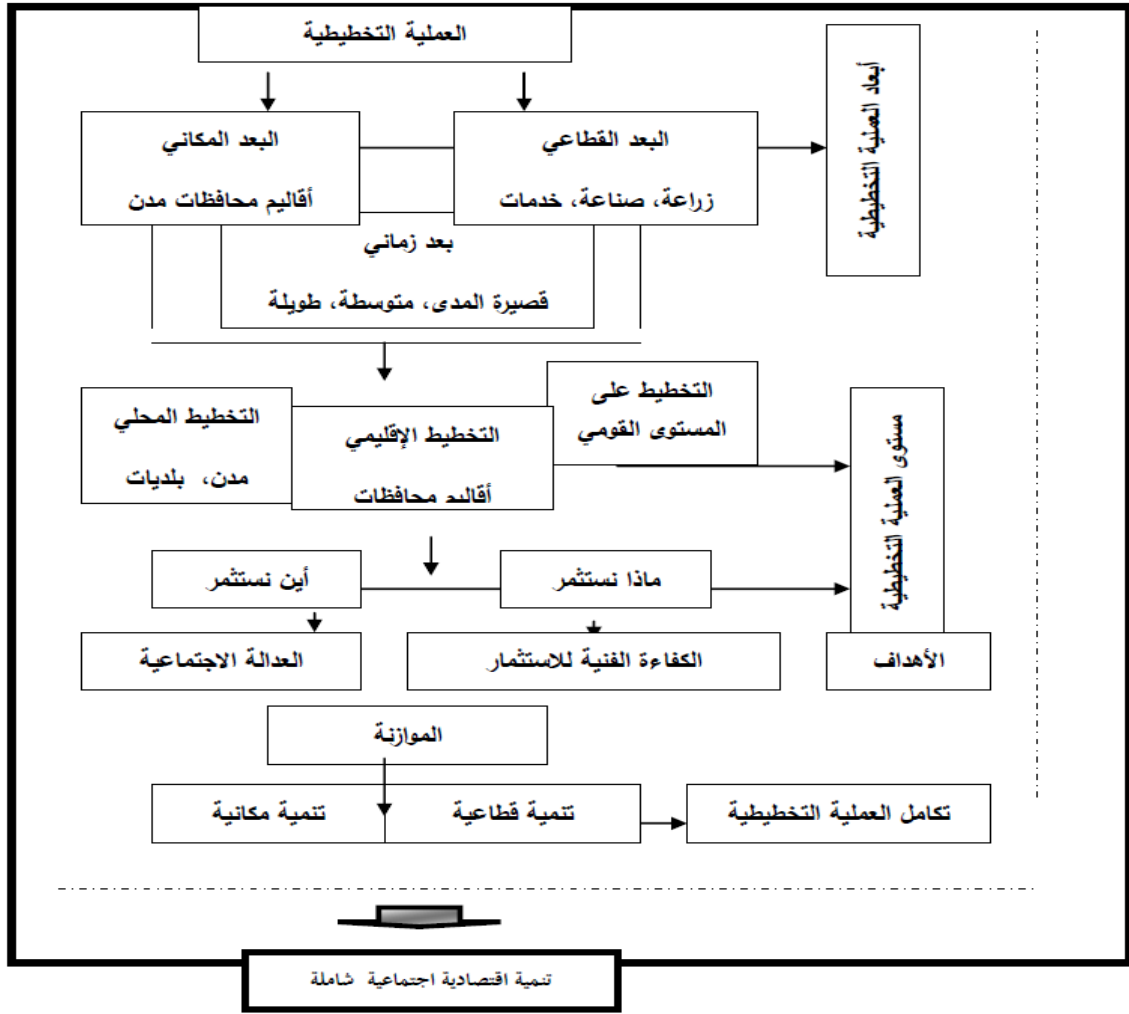 العملية التخطيطية
أبعاد العملية التخطيطية
البعد القطاعي
زراعة، صناعة، خدمات
البعد المكاني
أقاليم محافظات مدن
بعد زماني
قصيرة المدى، متوسطة، طويلة
التخطيط على
المستوى القومي
التخطيط الإقليمي
أقاليم محافظات
التخطيط المحلي
مدن، بلديات
مستوى العملية التخطيطية
ماذا نستثمر
أين نستثمر
الأهداف
الكفاءة الفنية للاستثمار
العدالة الاجتماعية
الموازنة
تكامل العملية التخطيطية
تنمية قطاعية
تنمية مكانية
تنمية اقتصادية اجتماعية شاملة